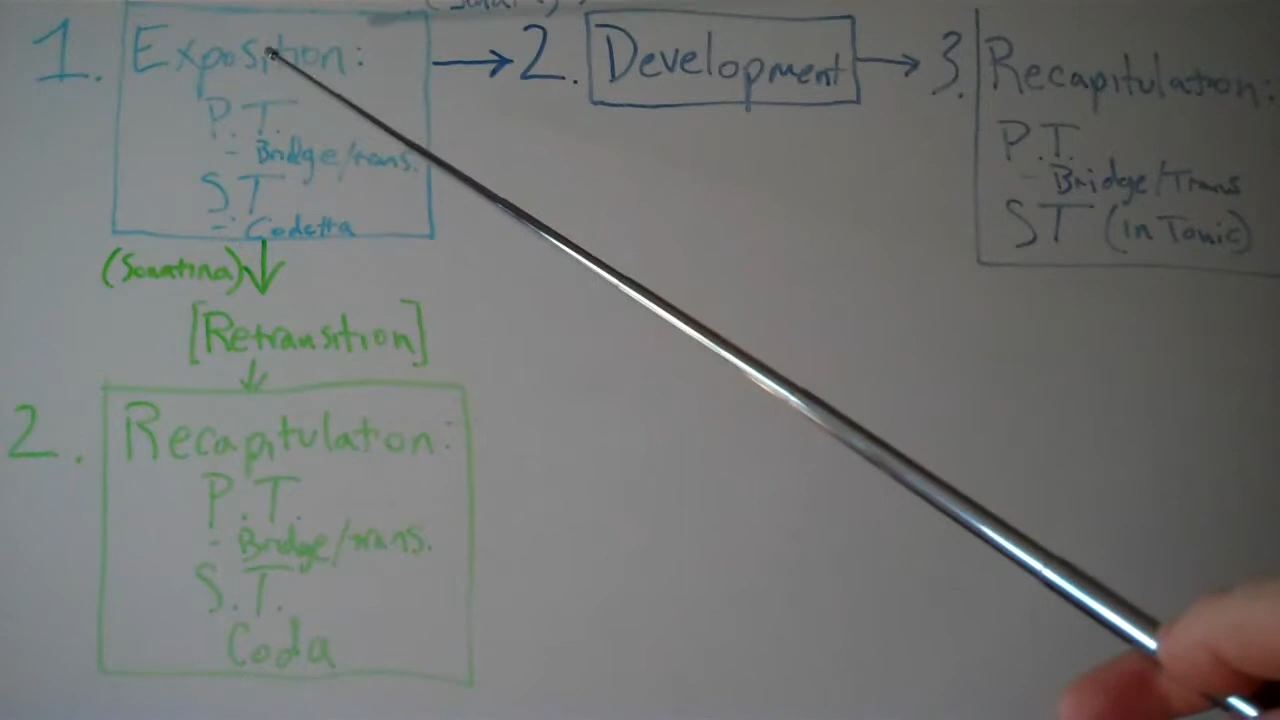 1. Exposition:
P.T.
- Bridge/trans.
ST
- Codetta
2. Development
3. Recapitulation:
P.T.
- Bridge/Trans
ST (in Tonic)
(Sonatina)
[Retransition]
2. Recapitulation:
P.T.
- Bridge/trans.
S.T.
Coda